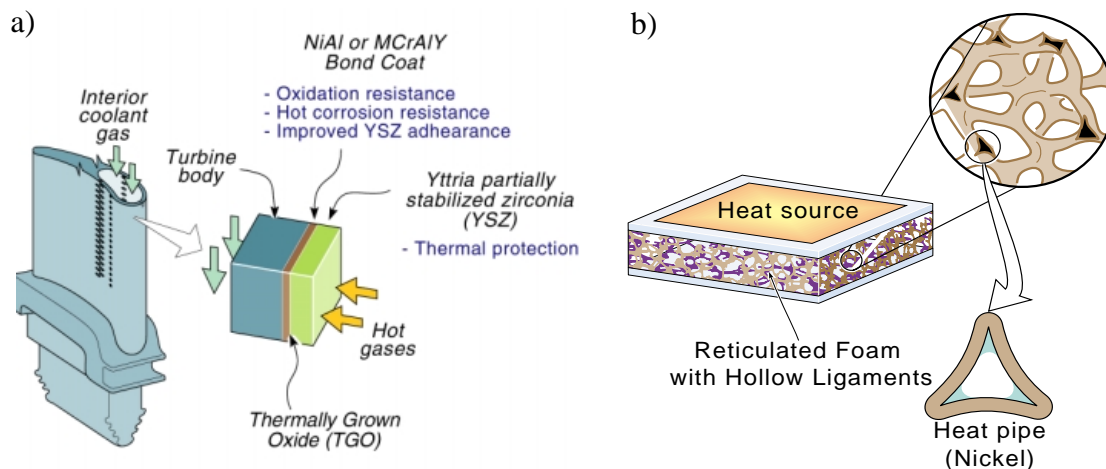 a)
NiAl or MCrAlY
Bond Coat
- Oxidation resistance
- Hot corrosion resistance
- Improved YSZ adhearance
Interior
coolant
gas
Turbine
body
Yttria partially
stabilized zirconia
(YSZ)
- Thermal protection
Hot
gases
Thermally Grown
Oxide (TGO)
b)
Heat source
Reticulated Foam
with Hollow Ligaments
Heat pipe
(Nickel)